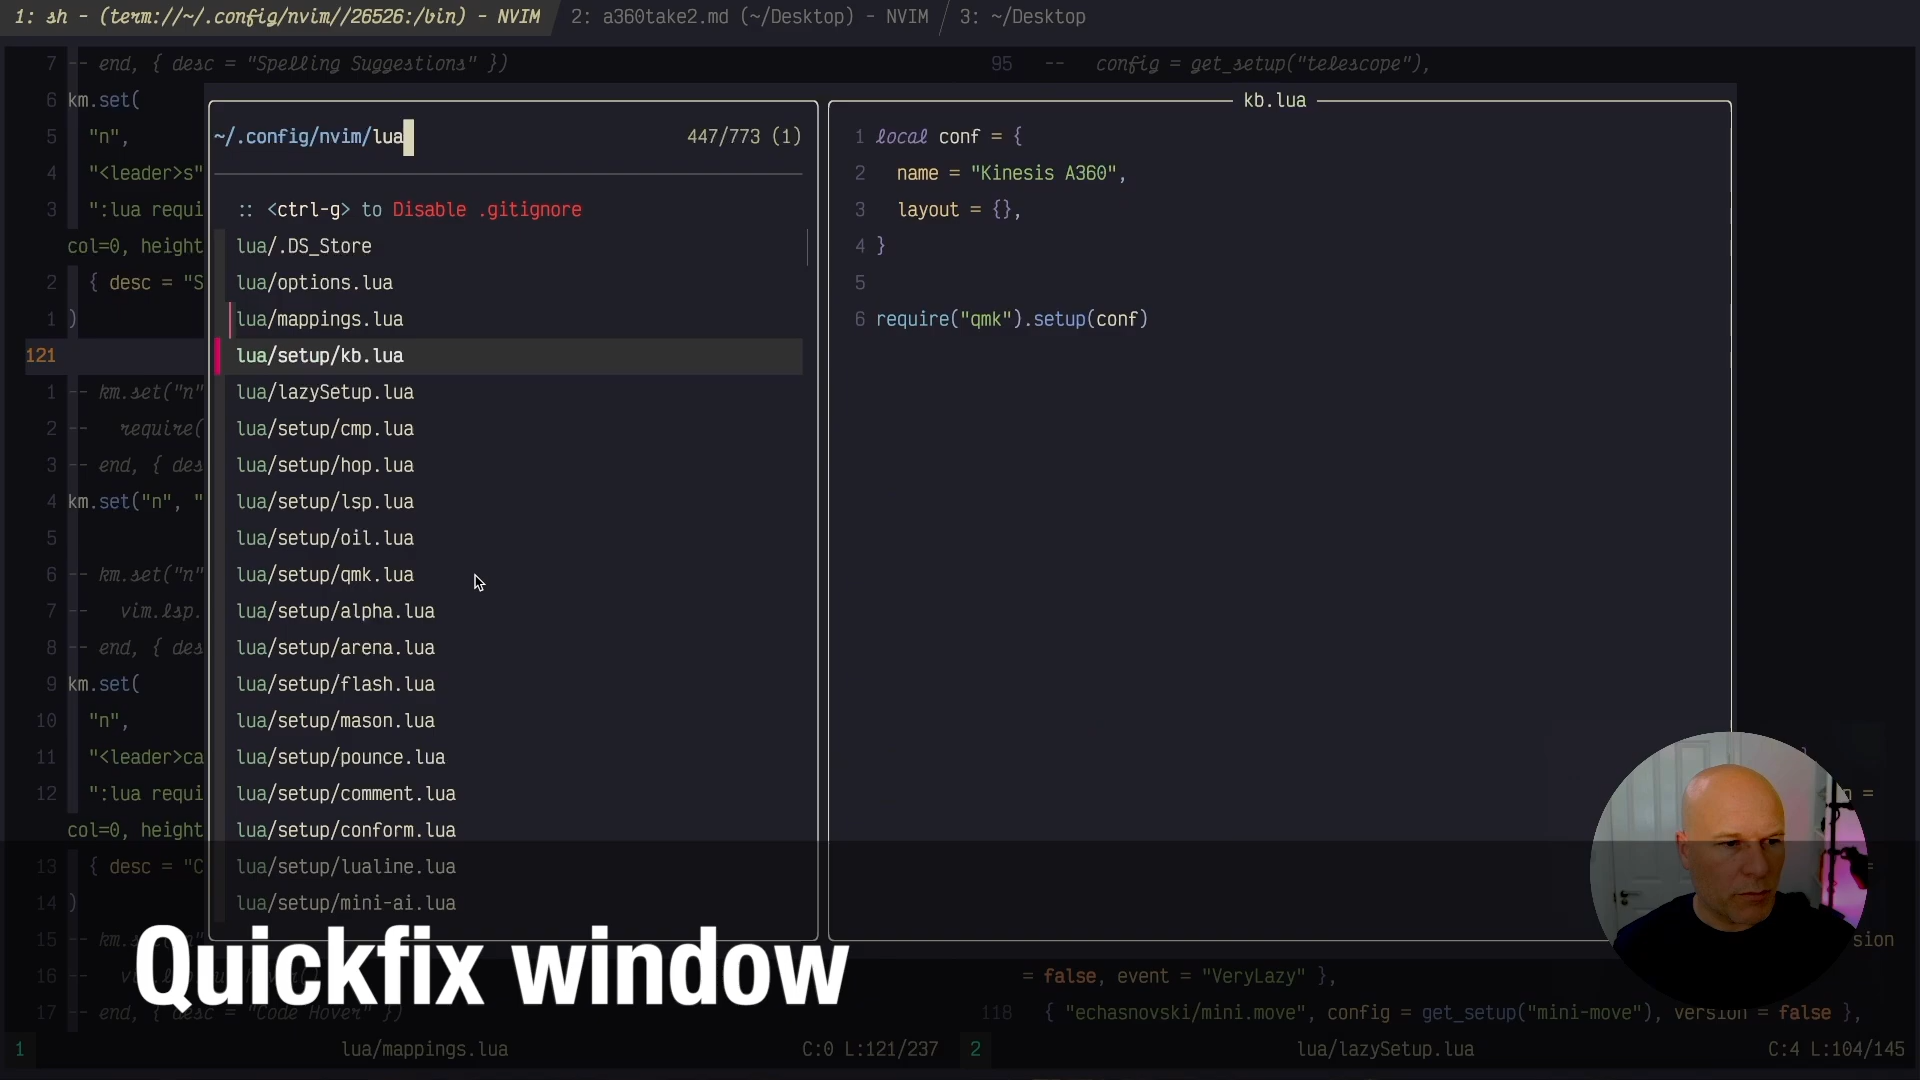 1: sh - (term://~/.config/nvim//26526:/bin) - NVIM 2: a360take2.md (~/Desktop) - NVIM 3: ~/Desktop
7 -- end, { desc = "Spelling Suggestions" })
6 km.set(
5 "n",
4 "<leader>s"
3 ":lua requi
col=0, height
2 { desc = "S
1 )
121
1 -- km.set("n"
2 -- require(
3 -- end, { des
4 km.set("n", "
5
6 -- km.set("n"
7 -- vim.lsp.
8 -- end, { des
9 km.set(
10 "n",
11 "<leader>ca
12 ":lua requi
col=0, height
13 { desc = "C
14 )
15 -- km.s
16 -- v
17 -- end, { desc = "Code Hover" })
~/.config/nvim/lua 447/773 (1)
:: <ctrl-g> to Disable .gitignore
lua/.DS_Store
lua/options.lua
lua/mappings.lua
lua/setup/kb.lua
lua/lazySetup.lua
lua/setup/cmp.lua
lua/setup/hop.lua
lua/setup/lsp.lua
lua/setup/oil.lua
lua/setup/qmk.lua
lua/setup/alpha.lua
lua/setup/arena.lua
lua/setup/flash.lua
lua/setup/mason.lua
lua/setup/pounce.lua
lua/setup/comment.lua
lua/setup/conform.lua
lua/setup/lualine.lua
lua/setup/mini-ai.lua
95 -- config = get_setup("telescope"),
kb.lua
1 local conf = {
2 name = "Kinesis A360",
3 layout = {},
4 }
5
6 require("qmk").setup(conf)
n =
=
sion
= false, event = "VeryLazy" },
118 { "echasnovski/mini.move", config = get_setup("mini-move"), version = false },
Quickfix window
1 lua/mappings.lua C:0 L:121/237 2 lua/lazySetup.lua C:4 L:104/145